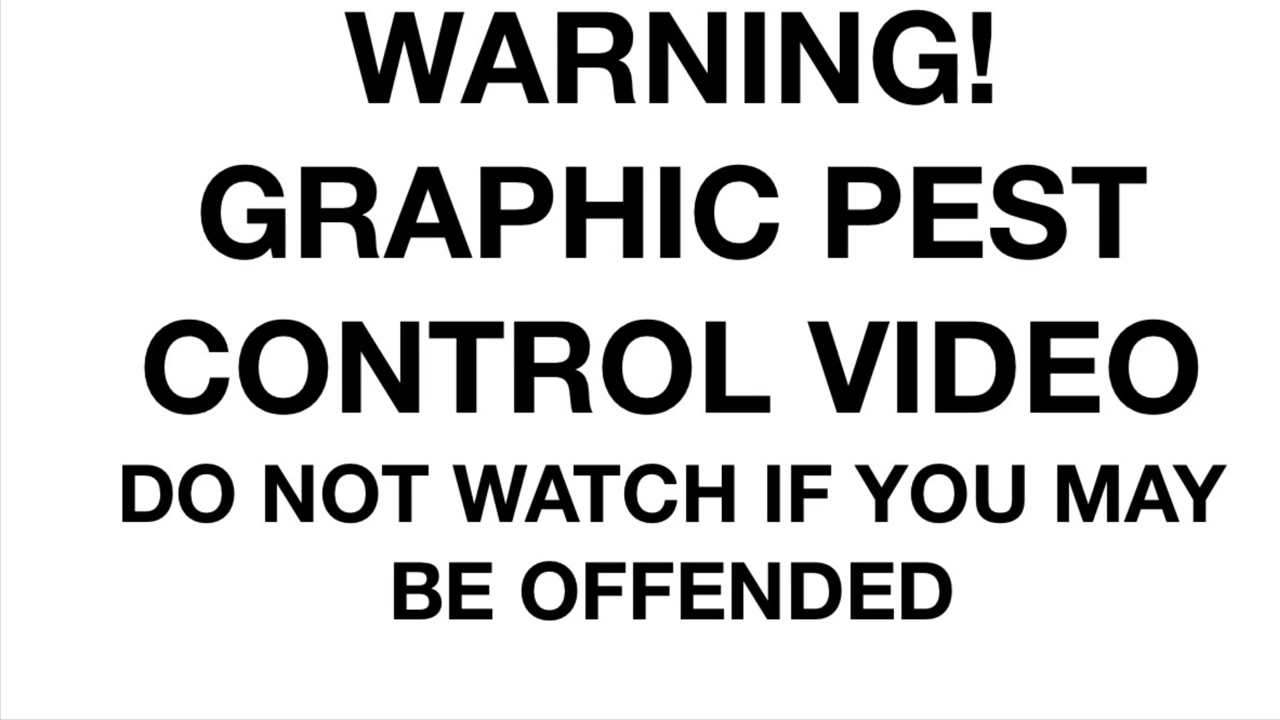 WARNING!
GRAPHIC PEST
CONTROL VIDEO
DO NOT WATCH IF YOU MAY
BE OFFENDED